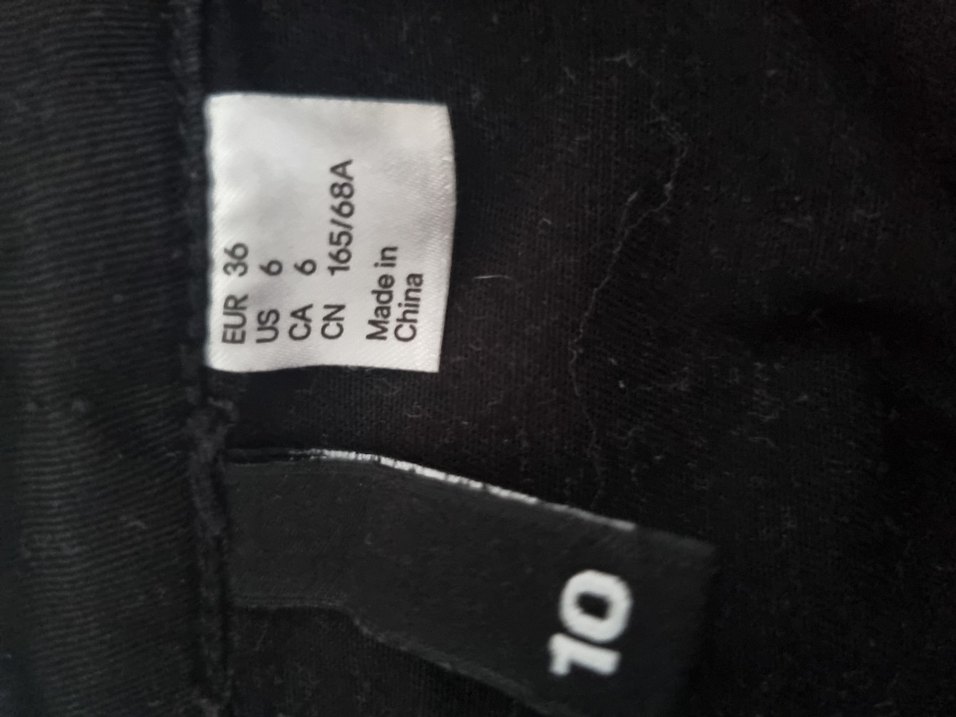 EUR 36
US 6
CA 6
CN 165/68A
Made in
China
10